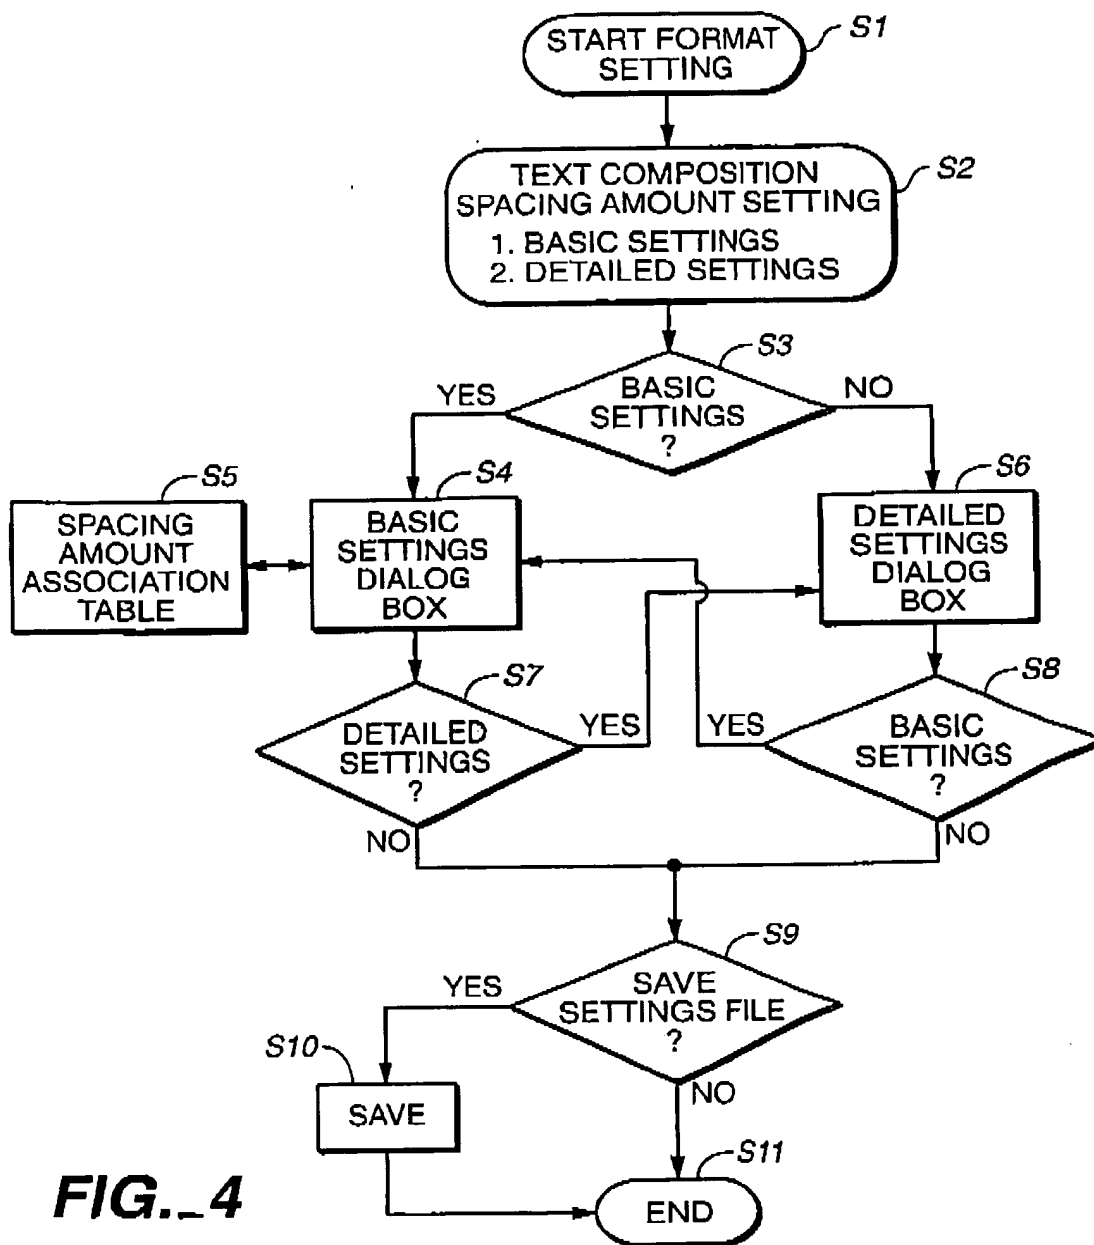 START FORMAT
SETTING
S1
TEXT COMPOSITION
SPACING AMOUNT SETTING
1. BASIC SETTINGS
2. DETAILED SETTINGS
S2
S3
YES
BASIC
SETTINGS
?
NO
S5
SPACING
AMOUNT
ASSOCIATION
TABLE
S4
BASIC
SETTINGS
DIALOG
BOX
S6
DETAILED
SETTINGS
DIALOG
BOX
S7
DETAILED
SETTINGS
?
YES
NO
S8
YES
BASIC
SETTINGS
?
NO
S9
YES
SAVE
SETTINGS FILE
?
NO
S10
SAVE
S11
END
FIG._4